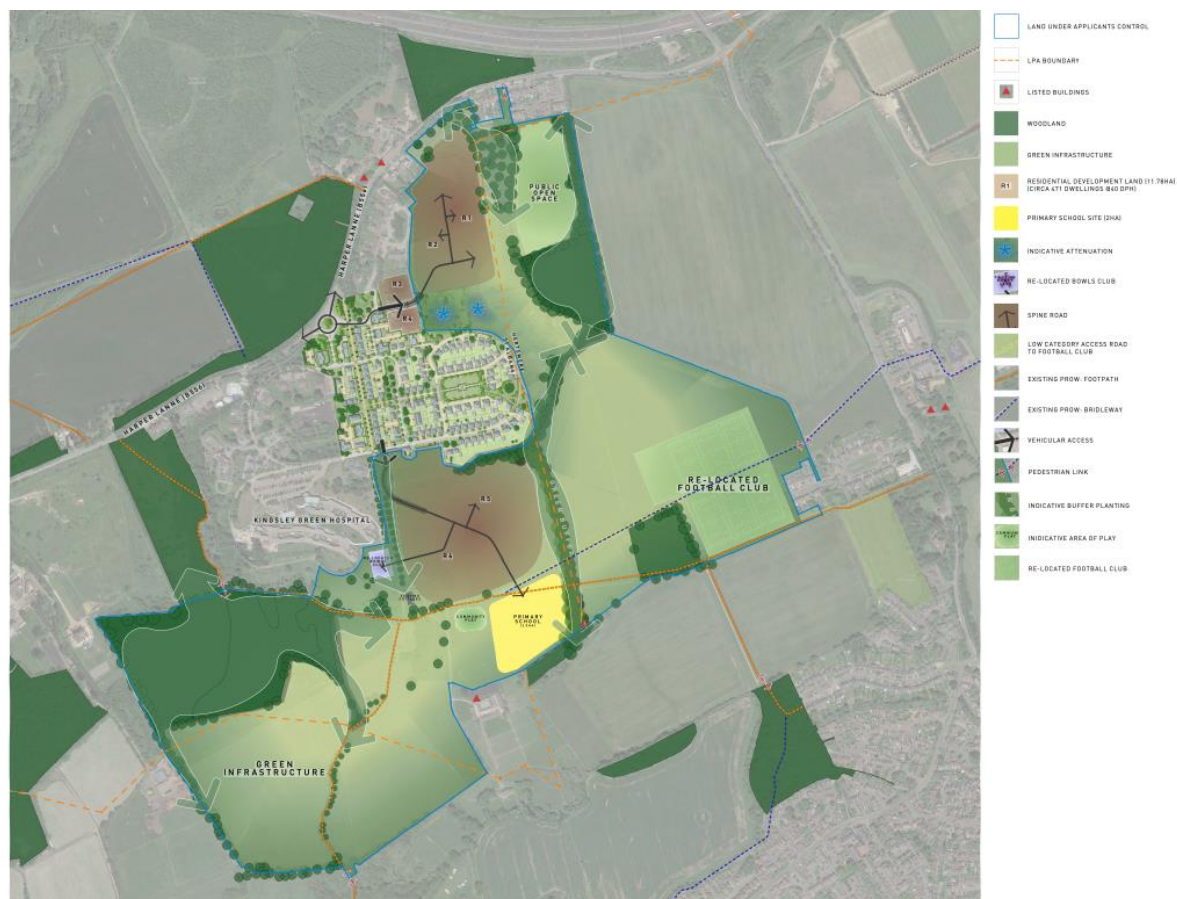 LAND UNDER APPLICANTS CONTROL
LPA BOUNDARY
LISTED BUILDINGS
WOODLAND
GREEN INFRASTRUCTURE
R1
RESIDENTIAL DEVELOPMENT LAND (11.78HA)
(CIRCA 471 DWELLINGS @40 DPH)
PRIMARY SCHOOL SITE (2HA)
INDICATIVE ATTENUATION
RE-LOCATED BOWLS CLUB
SPINE ROAD
LOW CATEGORY ACCESS ROAD
TO FOOTBALL CLUB
EXISTING PROW: FOOTPATH
EXISTING PROW: BRIDLEWAY
VEHICULAR ACCESS
PEDESTRIAN LINK
INDICATIVE BUFFER PLANTING
INIDICATIVE AREA OF PLAY
RE-LOCATED FOOTBALL CLUB
PUBLIC
OPEN
SPACE
HARPER LANNE (B556)
R1
R2
R3
R4
HARPER LANNE (B556)
RE-LOCATED
FOOTBALL CLUB
KINGSLEY GREEN HOSPITAL
R5
R6
COMMUNITY
PLAY
PRIMARY
SCHOOL
GREEN
INFRASTRUCTURE